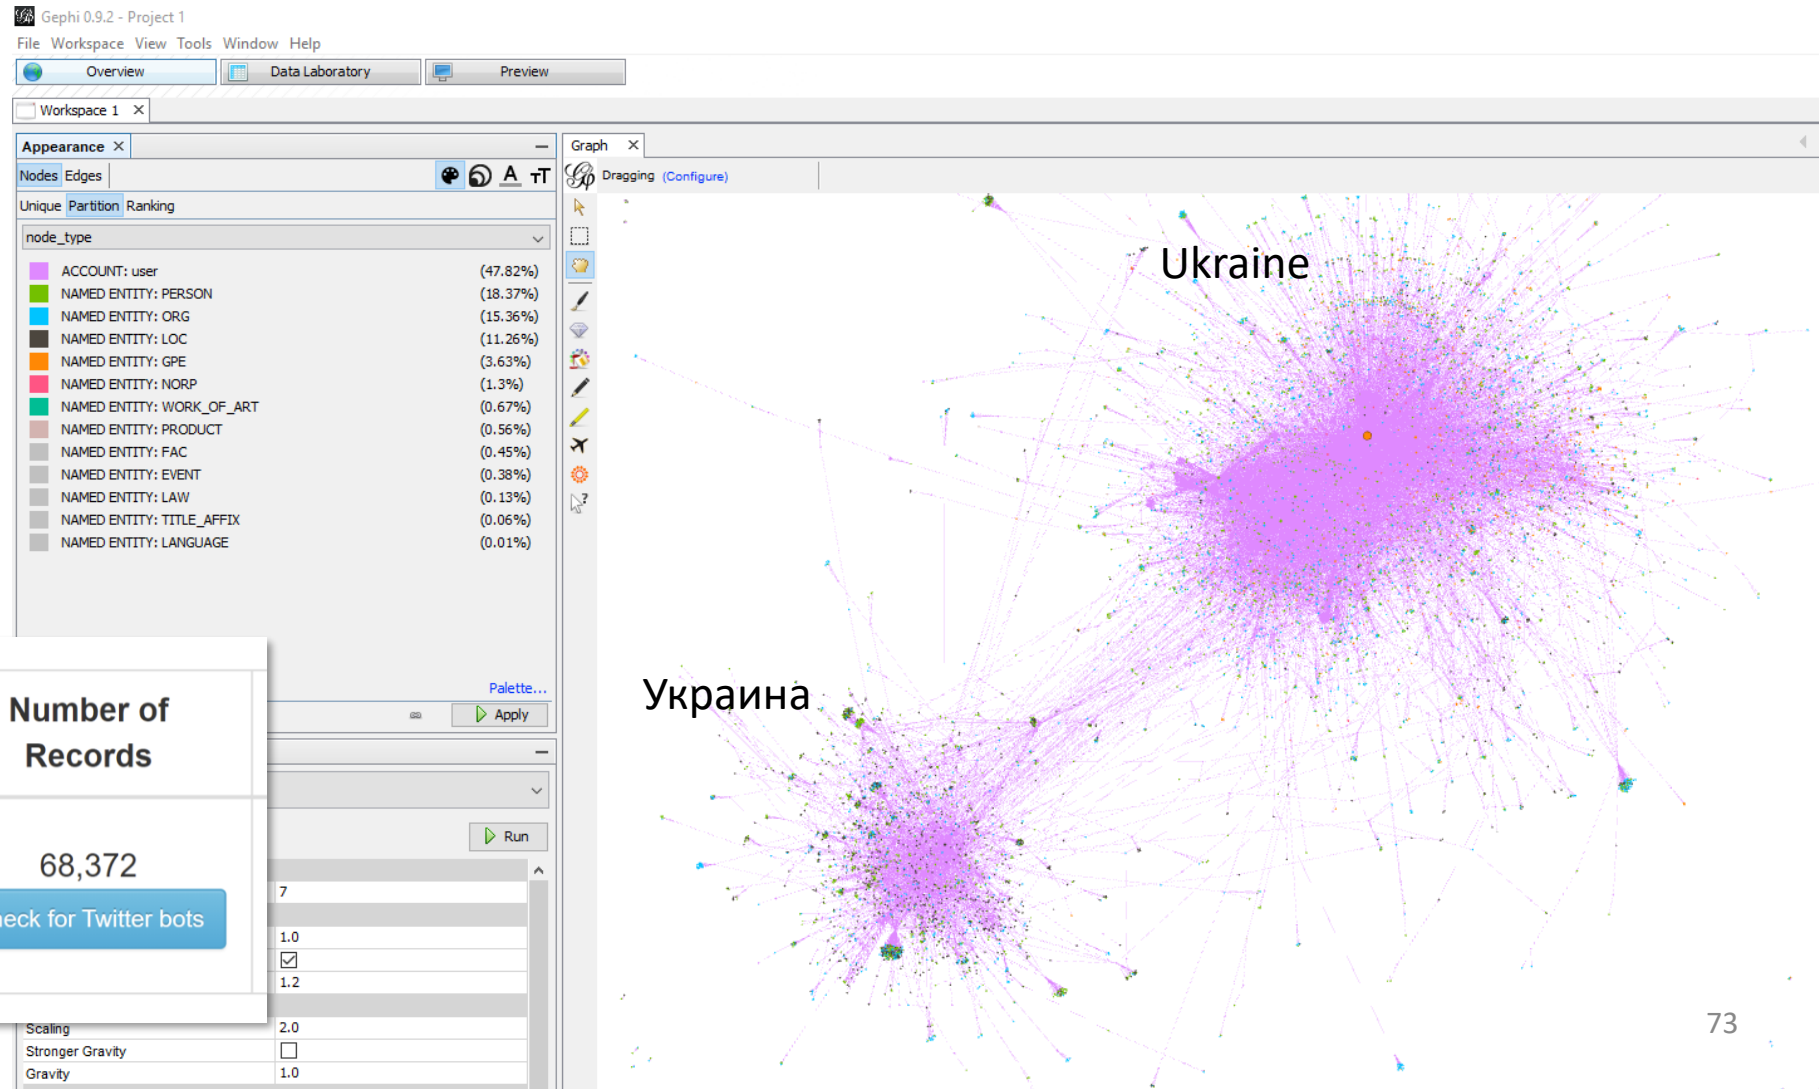 Gephi 0.9.2 - Project 1
File Workspace View Tools Window Help
Overview Data Laboratory Preview
Workspace 1 X
Appearance X
Nodes Edges
Unique Partition Ranking
node_type
ACCOUNT: user (47.82%)
NAMED ENTITY: PERSON (18.37%)
NAMED ENTITY: ORG (15.36%)
NAMED ENTITY: LOC (11.26%)
NAMED ENTITY: GPE (3.63%)
NAMED ENTITY: NORP (1.3%)
NAMED ENTITY: WORK_OF_ART (0.67%)
NAMED ENTITY: PRODUCT (0.56%)
NAMED ENTITY: FAC (0.45%)
NAMED ENTITY: EVENT (0.38%)
NAMED ENTITY: LAW (0.13%)
NAMED ENTITY: TITLE_AFFIX (0.06%)
NAMED ENTITY: LANGUAGE (0.01%)
Palette...
Apply
Number of
Records
68,372
eck for Twitter bots
Run
7
1.0
1.2
Scaling 2.0
Stronger Gravity
Gravity 1.0
Graph X
Dragging (Configure)
Ukraine
Украина
73